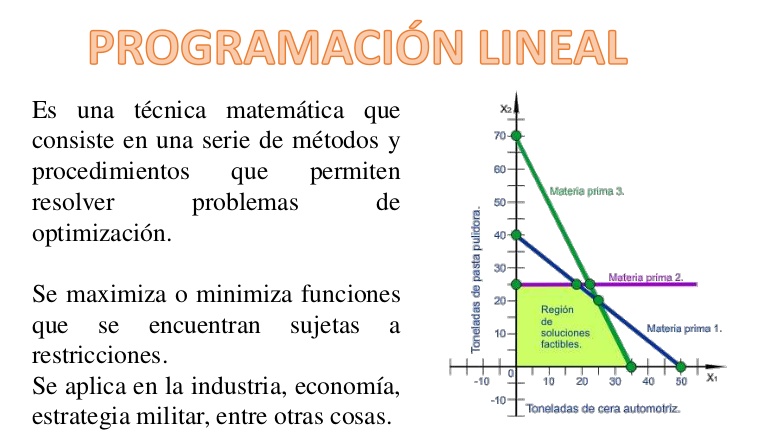 PROGRAMACIÓN LINEAL
Es una técnica matemática que
consiste en una serie de métodos y
procedimientos que permiten
resolver problemas de
optimización.
Se maximiza o minimiza funciones
que se encuentran sujetas a
restricciones.
Se aplica en la industria, economía,
estrategia militar, entre otras cosas.
X2
70
60
50
40
30
20
10
0
-10
-10
10
20
30
40
50
X1
Toneladas de pasta pulidora.
Toneladas de cera automotriz.
Materia prima 3.
Materia prima 2.
Materia prima 1.
Región
de
soluciones
factibles.